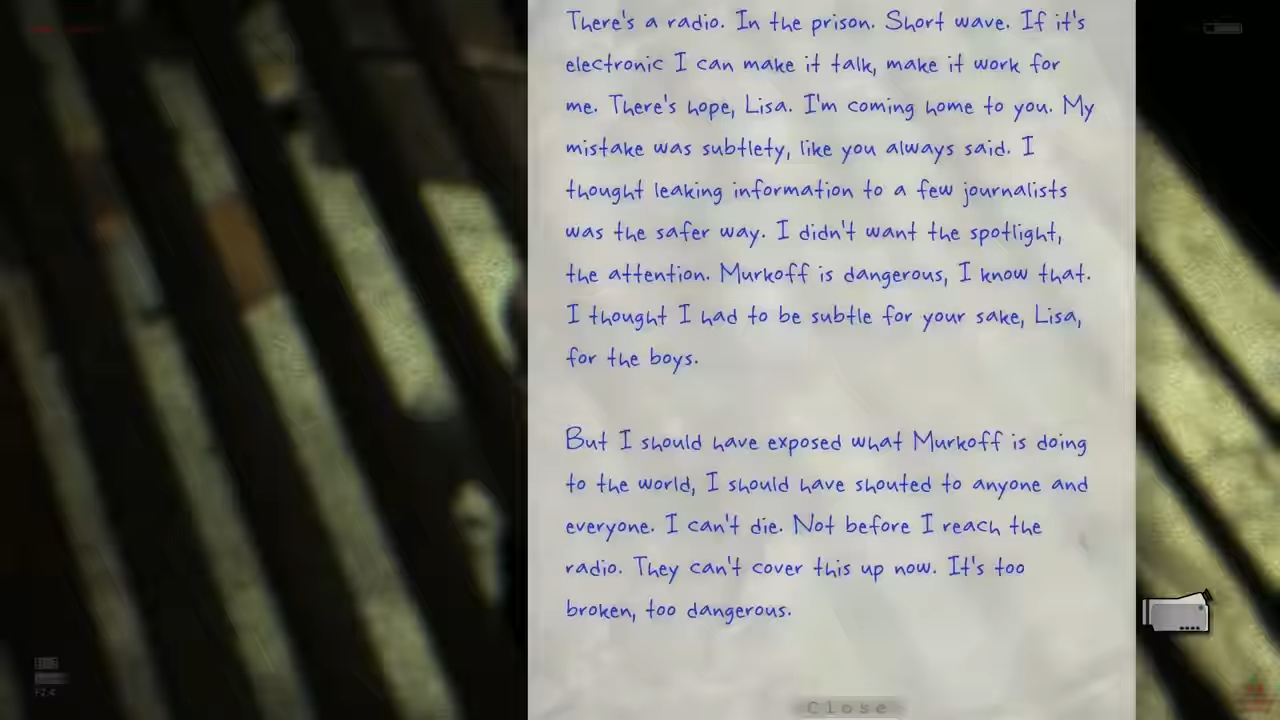 There's a radio. In the prison. Short wave. If it's
electronic I can make it talk, make it work for
me. There's hope, Lisa. I'm coming home to you. My
mistake was subtlety, like you always said. I
thought leaking information to a few journalists
was the safer way. I didn't want the spotlight,
the attention. Murkoff is dangerous, I know that.
I thought I had to be subtle for your sake, Lisa,
for the boys.
But I should have exposed what Murkoff is doing
to the world, I should have shouted to anyone and
everyone. I can't die. Not before I reach the
radio. They can't cover this up now. It's too
broken, too dangerous.
Close